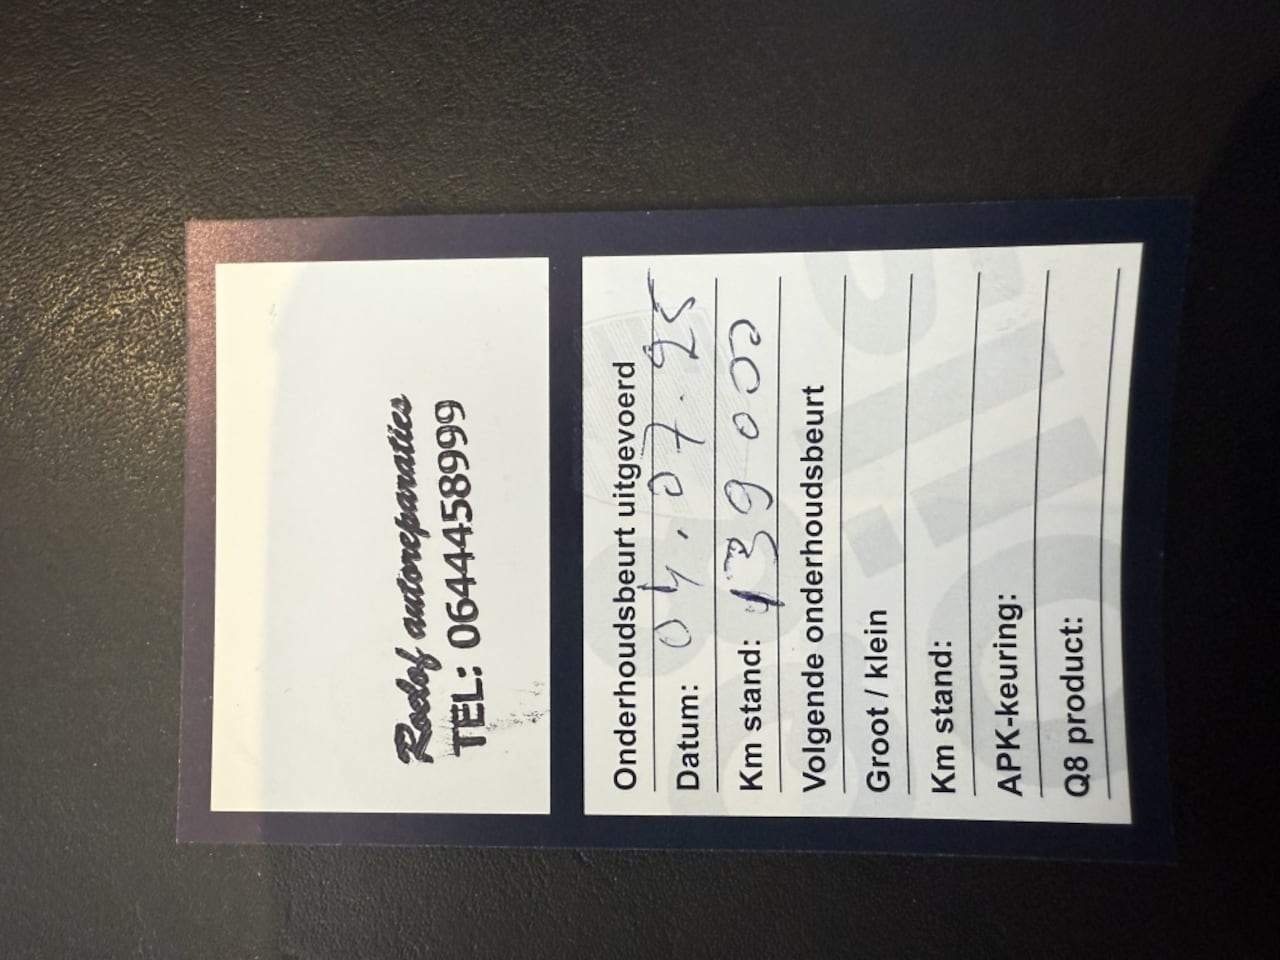 Roelof autoreparaties
TEL: 0644458999
Onderhoudsbeurt uitgevoerd
Datum: 04.07.25
Km stand: 139000
Volgende onderhoudsbeurt
Groot / klein
Km stand:
APK-keuring:
Q8 product: